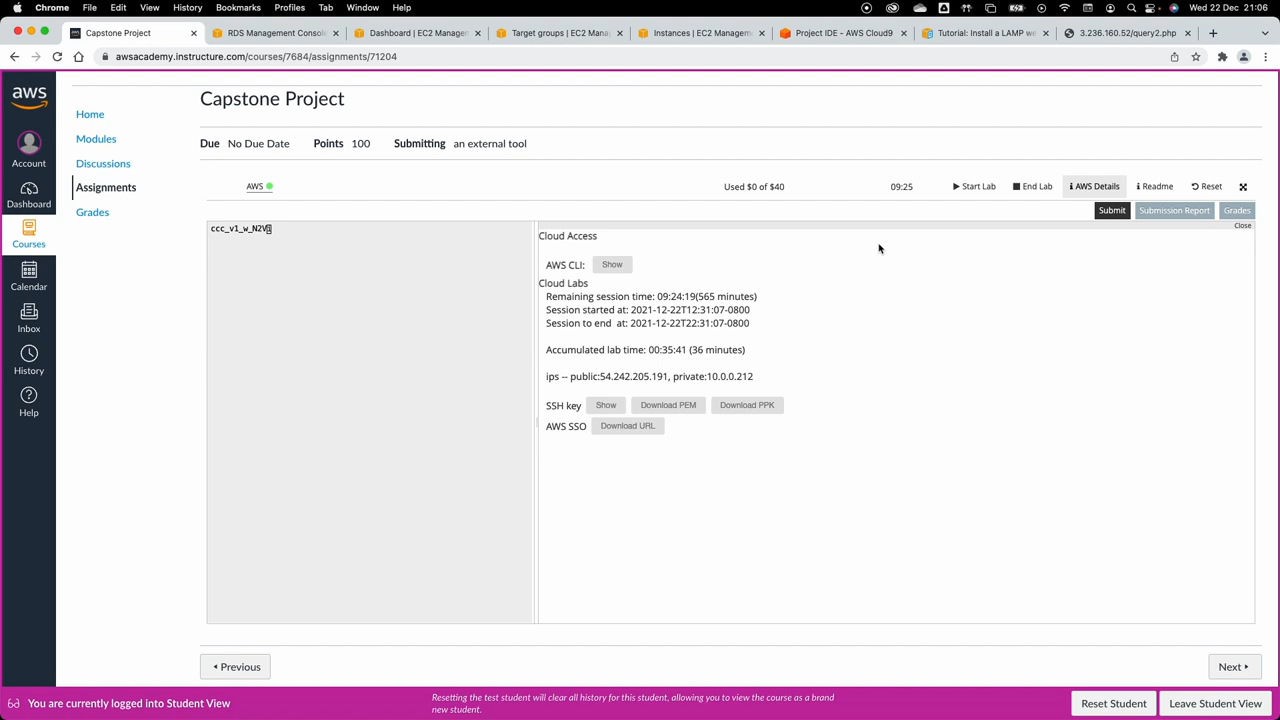 Chrome File Edit View History Bookmarks Profiles Tab Window Help Wed 22 Dec 21:06
Capstone Project RDS Management Consol Dashboard | EC2 Managemen Target groups | EC2 Manag Instances | EC2 Managemen Project IDE - AWS Cloud9 Tutorial: Install a LAMP we 3.236.160.52/query2.php
awsacademy.instructure.com/courses/7684/assignments/71204
aws
Account
Dashboard
Courses
Calendar
Inbox
History
Help
Home
Modules
Discussions
Assignments
Grades
Capstone Project
Due No Due Date Points 100 Submitting an external tool
AWS Used $0 of $40 09:25 Start Lab End Lab AWS Details Readme Reset
Submit Submission Report Grades
Close
ccc_v1_w_N2V
Cloud Access
AWS CLI: Show
Cloud Labs
Remaining session time: 09:24:19(565 minutes)
Session started at: 2021-12-22T12:31:07-0800
Session to end at: 2021-12-22T22:31:07-0800
Accumulated lab time: 00:35:41 (36 minutes)
ips -- public:54.242.205.191, private:10.0.0.212
SSH key Show Download PEM Download PPK
AWS SSO Download URL
Previous Next
You are currently logged into Student View
Resetting the test student will clear all history for this student, allowing you to view the course as a brand
new student.
Reset Student Leave Student View